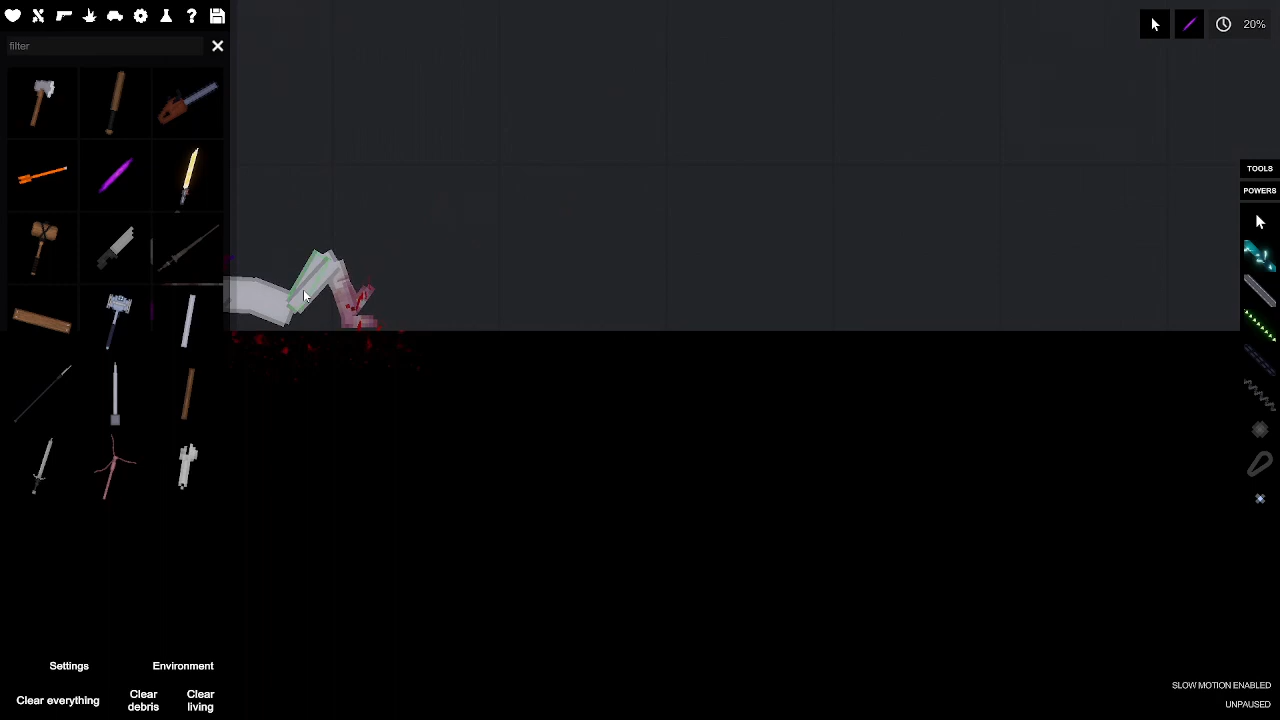 filter
20%
TOOLS
POWERS
Settings
Environment
Clear everything
Clear debris
Clear living
SLOW MOTION ENABLED
UNPAUSED